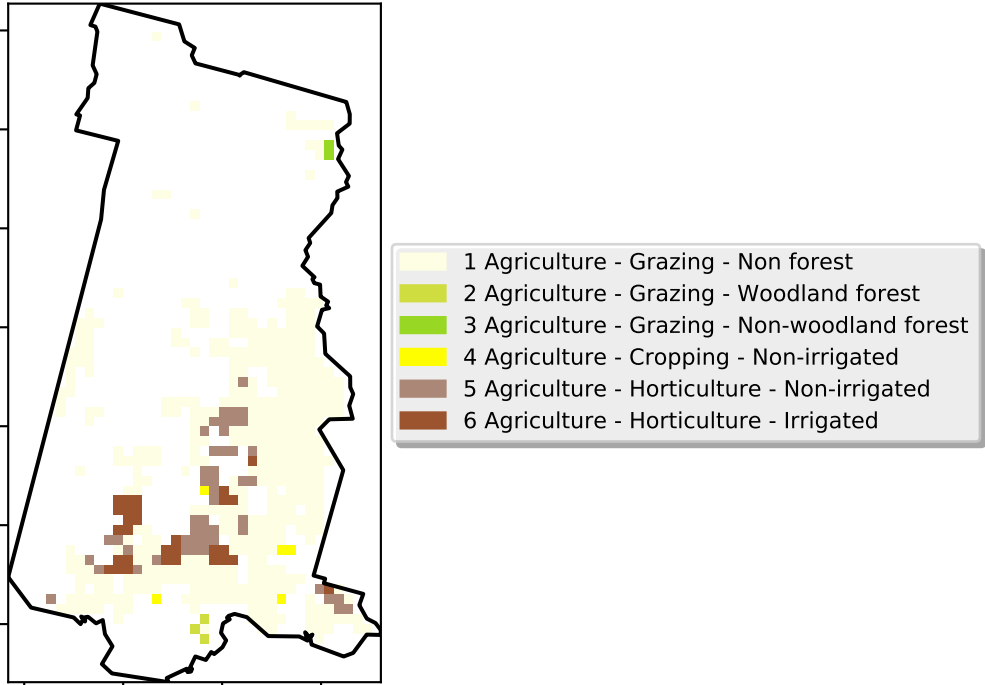 1 Agriculture - Grazing - Non forest
2 Agriculture - Grazing - Woodland forest
3 Agriculture - Grazing - Non-woodland forest
4 Agriculture - Cropping - Non-irrigated
5 Agriculture - Horticulture - Non-irrigated
6 Agriculture - Horticulture - Irrigated